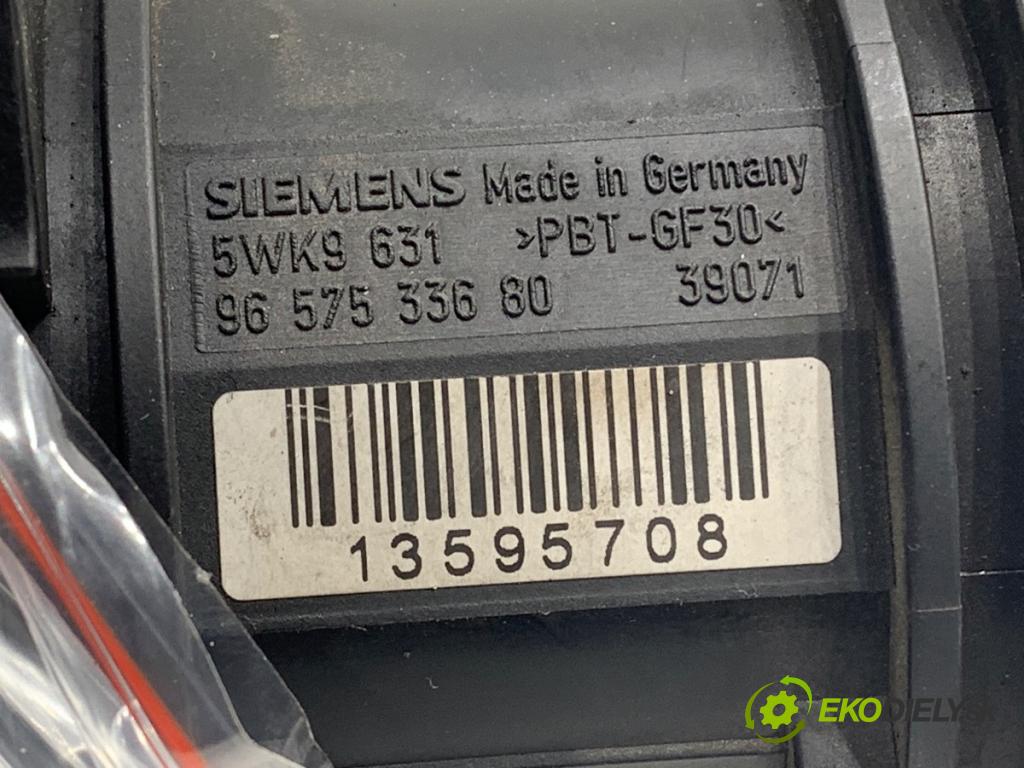 SIEMENS Made in Germany
5WK9 631 >PBT-GF30<
96 575 336 80 39071
13595708
EKODIELY.SK